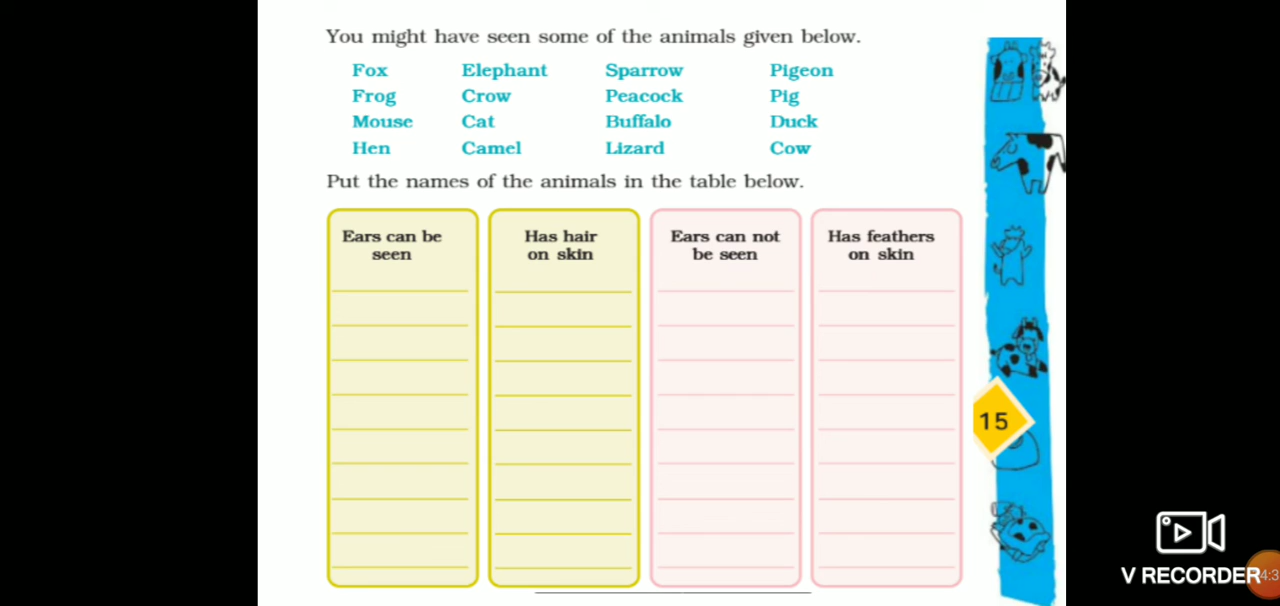 You might have seen some of the animals given below.
Fox Elephant Sparrow Pigeon
Frog Crow Peacock Pig
Mouse Cat Buffalo Duck
Hen Camel Lizard Cow
Put the names of the animals in the table below.
Ears can be
seen
Has hair
on skin
Ears can not
be seen
Has feathers
on skin
15
V RECORDER